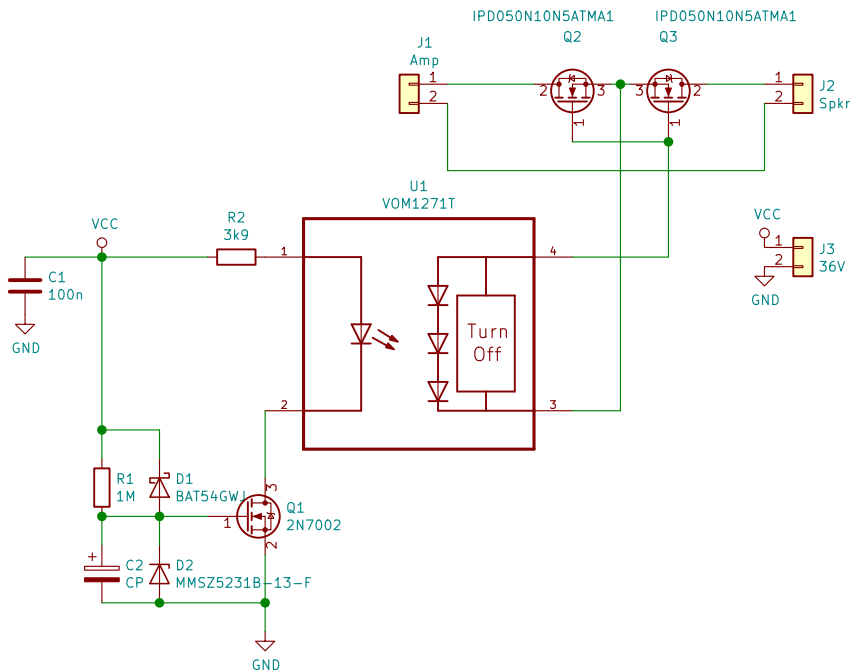 IPD050N10N5ATMA1
Q2
IPD050N10N5ATMA1
Q3
J1
Amp
1
2
2
3
1
3
2
1
1
2
J2
Spkr
U1
VOM1271T
VCC
R2
3k9
1
4
VCC
1
2
J3
36V
GND
C1
100n
GND
Turn
Off
2
3
R1
1M
D1
BAT54GWJ
3
1
2
Q1
2N7002
+
C2
CP
D2
MMSZ5231B-13-F
GND